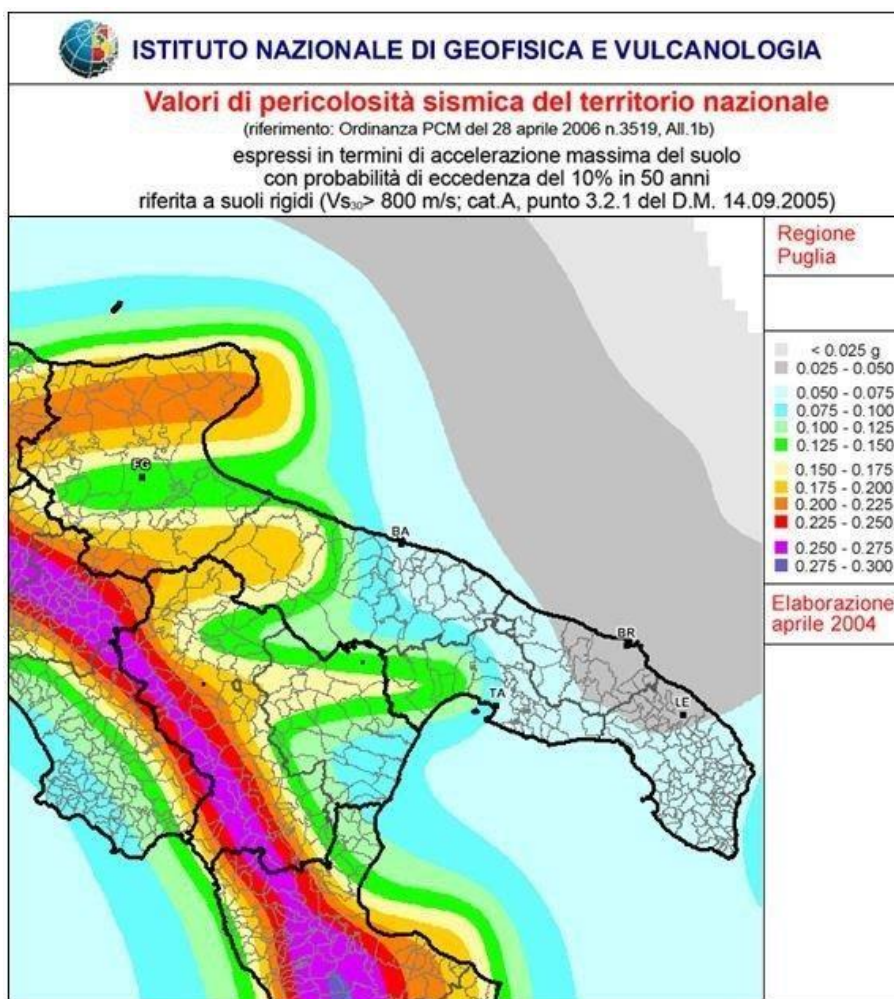 ISTITUTO NAZIONALE DI GEOFISICA E VULCANOLOGIA
Valori di pericolosità sismica del territorio nazionale
(riferimento: Ordinanza PCM del 28 aprile 2006 n.3519, All.1b)
espressi in termini di accelerazione massima del suolo
con probabilità di eccedenza del 10% in 50 anni
riferita a suoli rigidi (Vs₃₀> 800 m/s; cat.A, punto 3.2.1 del D.M. 14.09.2005)
Regione
Puglia
< 0.025 g
0.025 - 0.050
0.050 - 0.075
0.075 - 0.100
0.100 - 0.125
0.125 - 0.150
0.150 - 0.175
0.175 - 0.200
0.200 - 0.225
0.225 - 0.250
0.250 - 0.275
0.275 - 0.300
Elaborazione
aprile 2004
FG
BA
BR
TA
LE